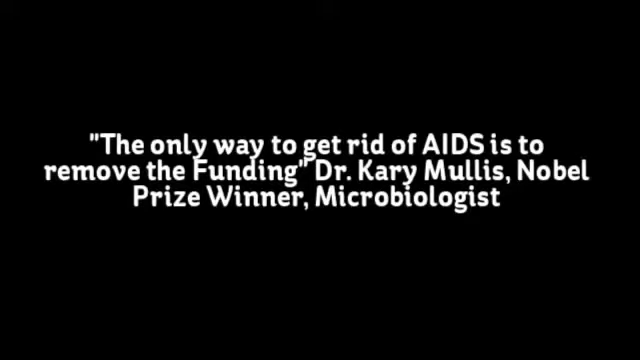 "The only way to get rid of AIDS is to
remove the Funding" Dr. Kary Mullis, Nobel
Prize Winner, Microbiologist